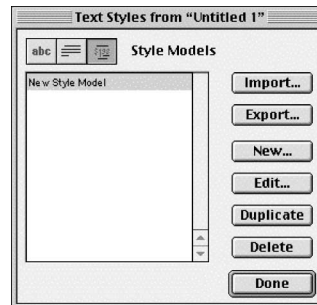 Text Styles from “Untitled 1”
abc
Style Models
New Style Model
Import...
Export...
New...
Edit...
Duplicate
Delete
Done